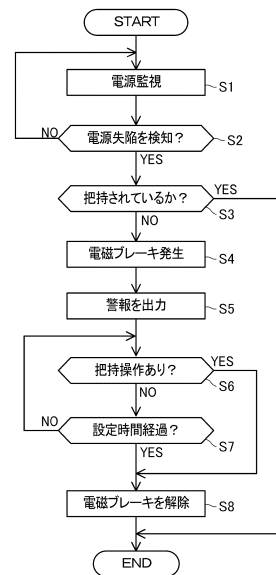 START
電源監視 S1
NO 電源失陥を検知？ S2
YES
把持されているか？ YES S3
NO
電磁ブレーキ発生 S4
警報を出力 S5
把持操作あり？ YES S6
NO
NO 設定時間経過？ S7
YES
電磁ブレーキを解除 S8
END